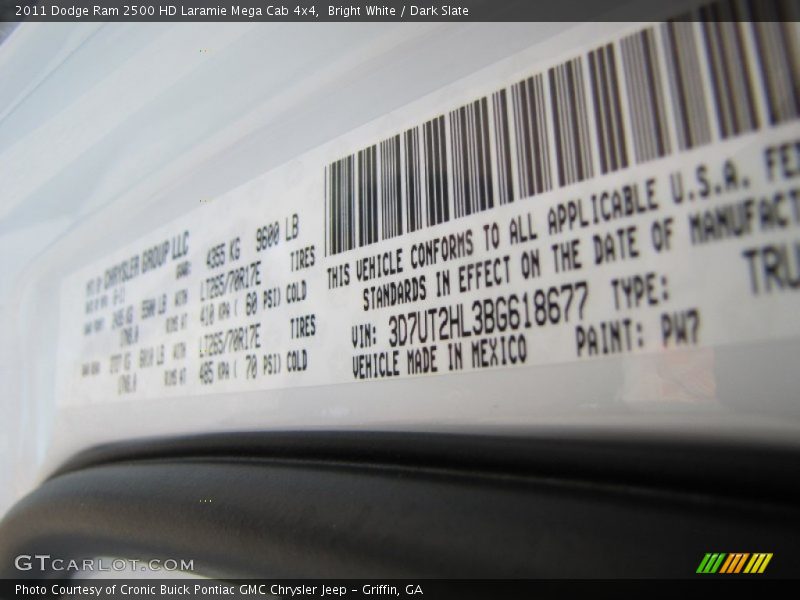 2011 Dodge Ram 2500 HD Laramie Mega Cab 4x4, Bright White / Dark Slate
CHRYSLER GROUP LLC
4355 KG 9600 LB
LT265/70R17E TIRES
410 KPA ( 60 PSI) COLD
LT265/70R17E TIRES
485 KPA ( 70 PSI) COLD
THIS VEHICLE CONFORMS TO ALL APPLICABLE U.S.A. FE
STANDARDS IN EFFECT ON THE DATE OF MANUFACT
VIN: 3D7UT2HL3BG618677 TYPE: TRU
VEHICLE MADE IN MEXICO PAINT: PW7
GTCARLOT.COM
Photo Courtesy of Cronic Buick Pontiac GMC Chrysler Jeep - Griffin, GA